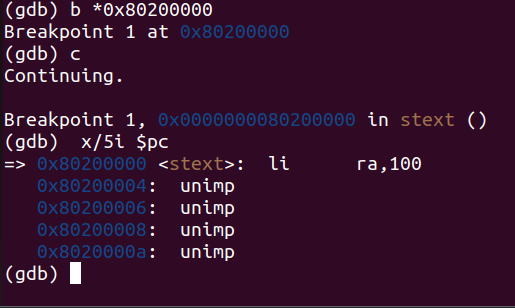 (gdb) b *0x80200000
Breakpoint 1 at 0x80200000
(gdb) c
Continuing.

Breakpoint 1, 0x0000000080200000 in stext ()
(gdb)  x/5i $pc
=> 0x80200000 <stext>:	li	ra,100
   0x80200004:	unimp
   0x80200006:	unimp
   0x80200008:	unimp
   0x8020000a:	unimp
(gdb)